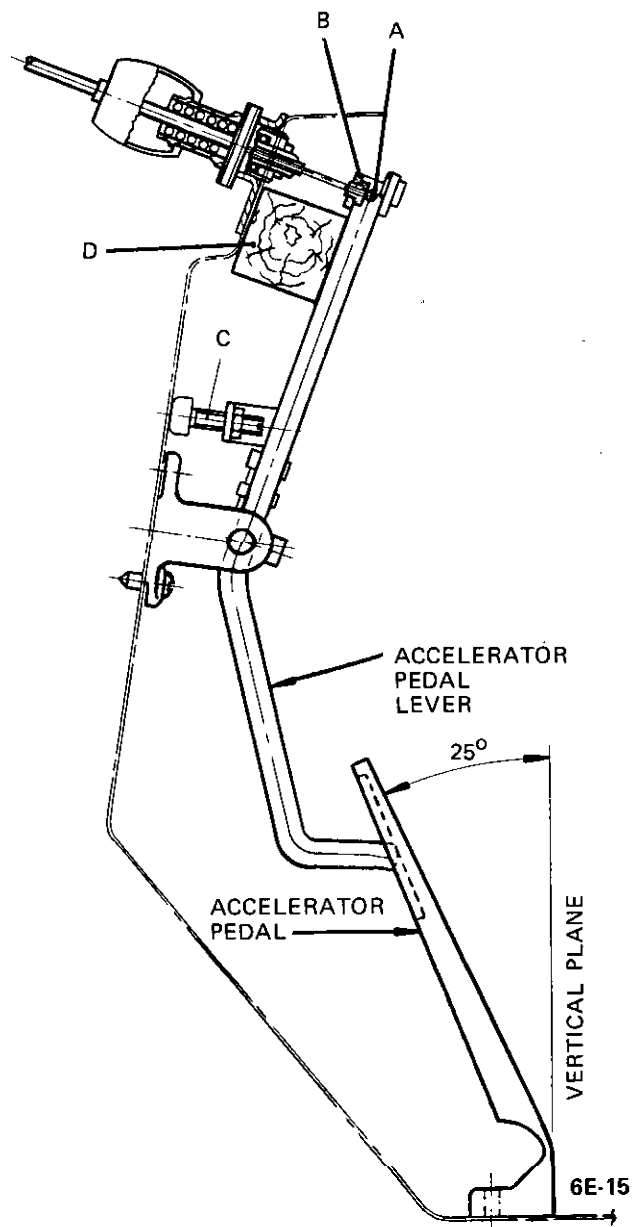 B A
D
C
ACCELERATOR
PEDAL
LEVER
25°
ACCELERATOR
PEDAL
VERTICAL PLANE
6E-15